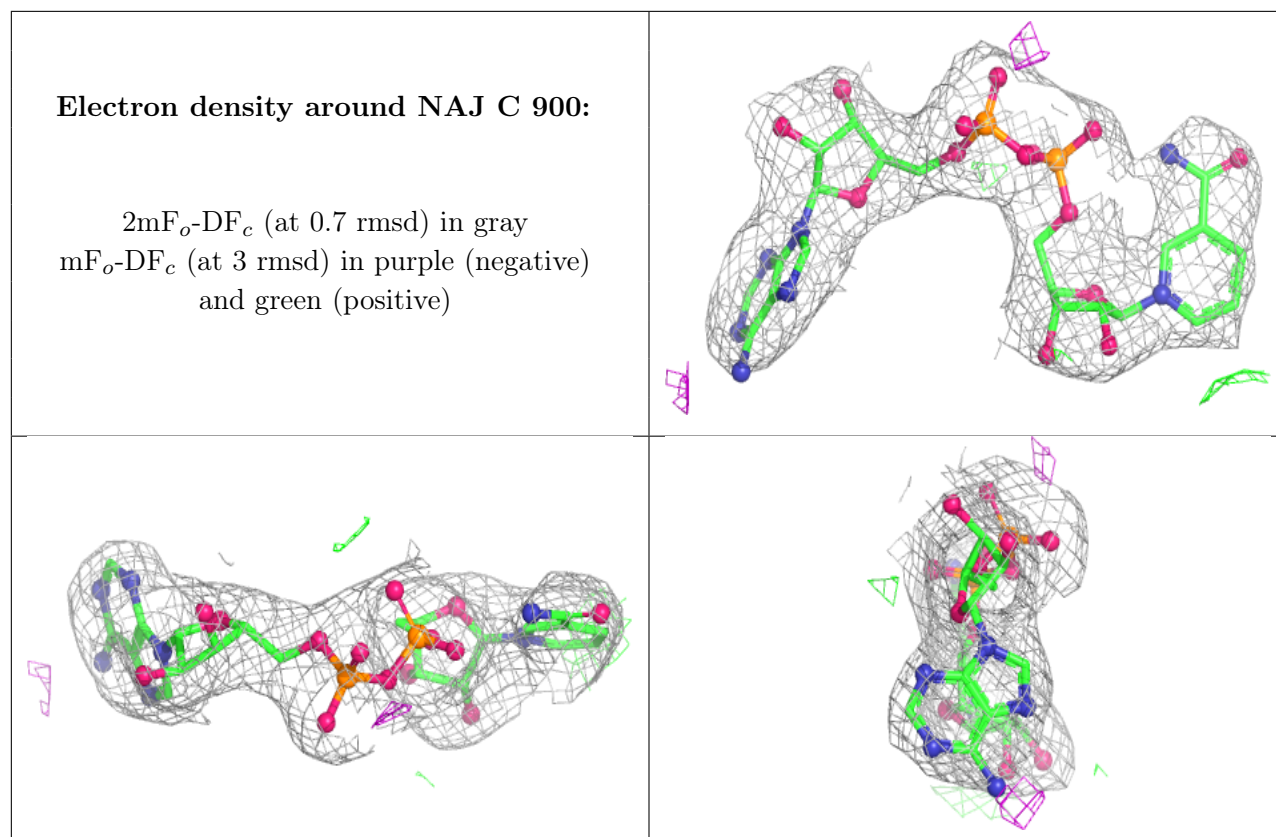 Electron density around NAJ C 900:
2mFo-DFc (at 0.7 rmsd) in gray
mFo-DFc (at 3 rmsd) in purple (negative)
and green (positive)